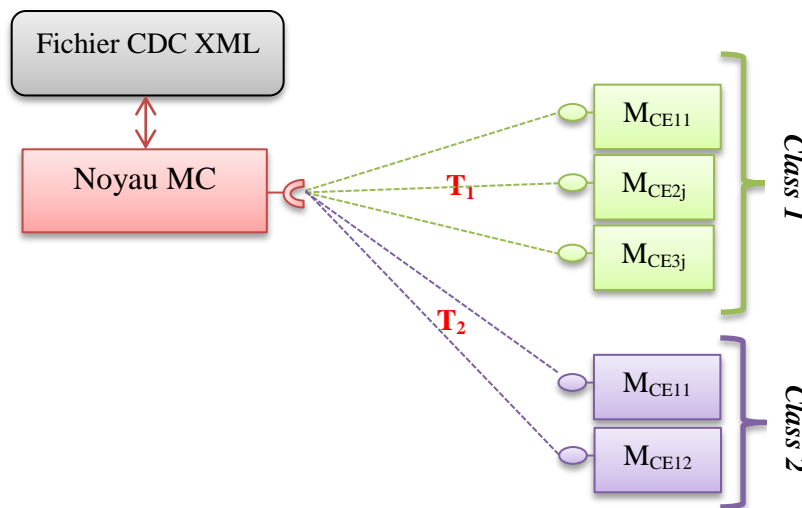 Fichier CDC XML
Noyau MC
T1
T2
MCE11
MCE2j
MCE3j
Class 1
MCE11
MCE12
Class 2